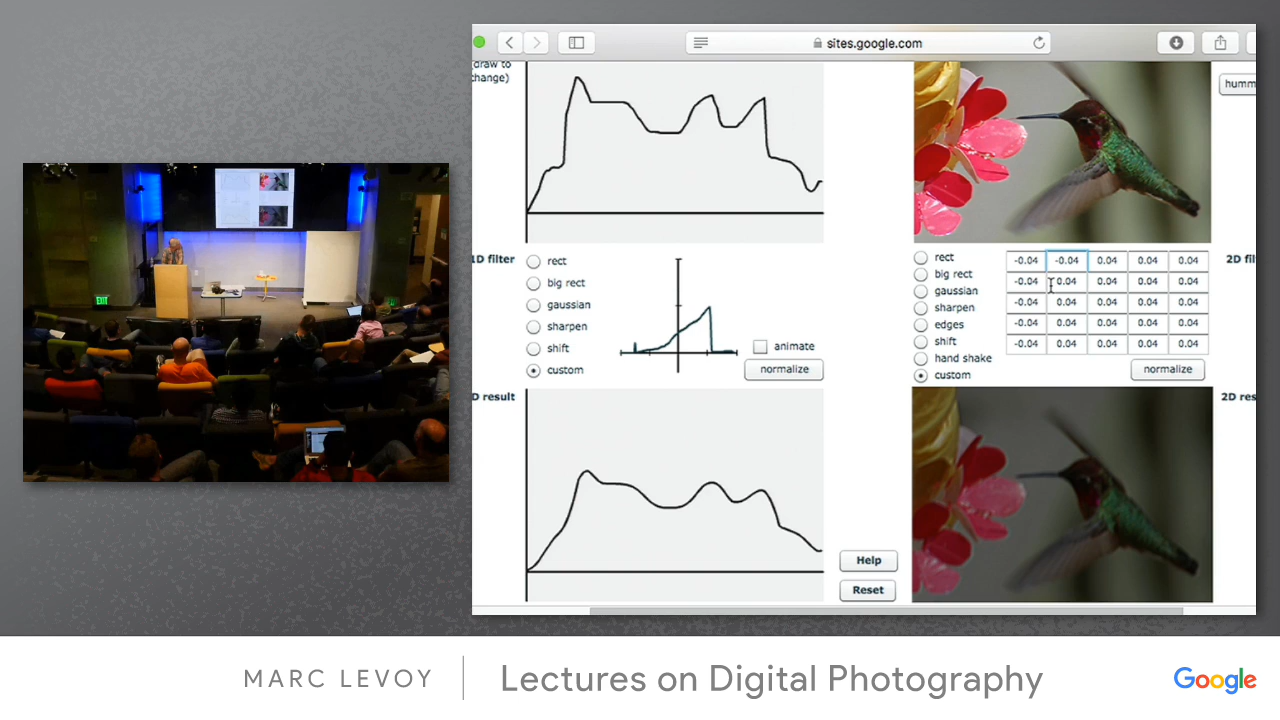 sites.google.com
(draw to
change)
humm
1D filter
rect
big rect
gaussian
sharpen
shift
custom
animate
normalize
rect
big rect
gaussian
sharpen
edges
shift
hand shake
custom
-0.04 -0.04 0.04 0.04 0.04
-0.04 0.04 0.04 0.04 0.04
-0.04 0.04 0.04 0.04 0.04
-0.04 0.04 0.04 0.04 0.04
-0.04 0.04 0.04 0.04 0.04
normalize
2D fil
D result
2D res
Help
Reset
EXIT
MARC LEVOY
Lectures on Digital Photography
Google